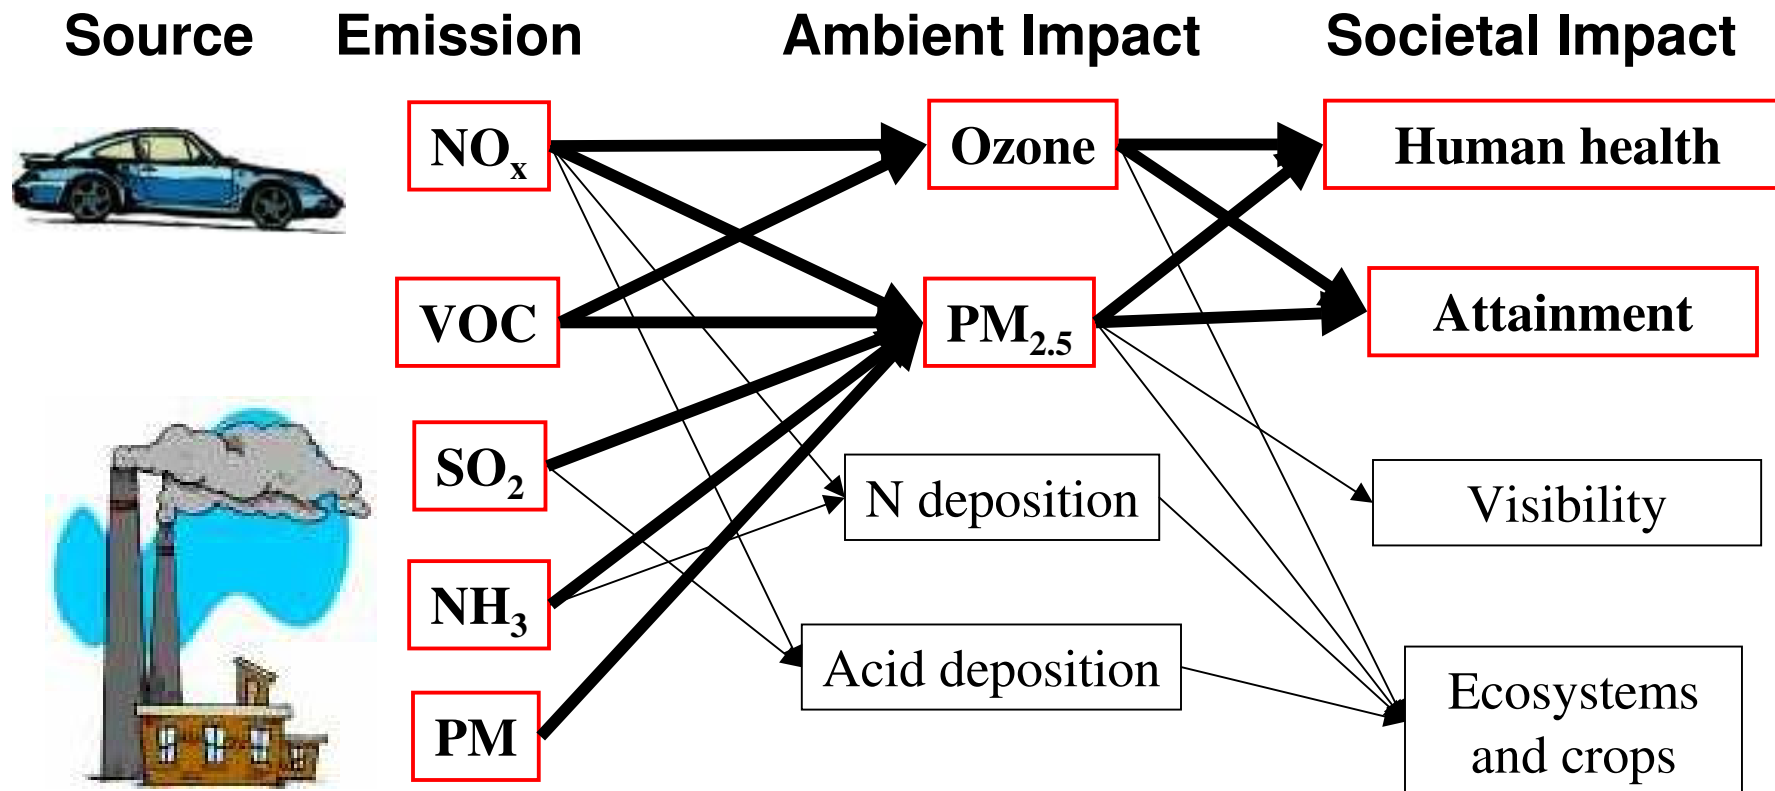 Source Emission Ambient Impact Societal Impact
NOₓ Ozone Human health
VOC PM₂.₅ Attainment
SO₂ N deposition Visibility
NH₃ Acid deposition Ecosystems
and crops
PM